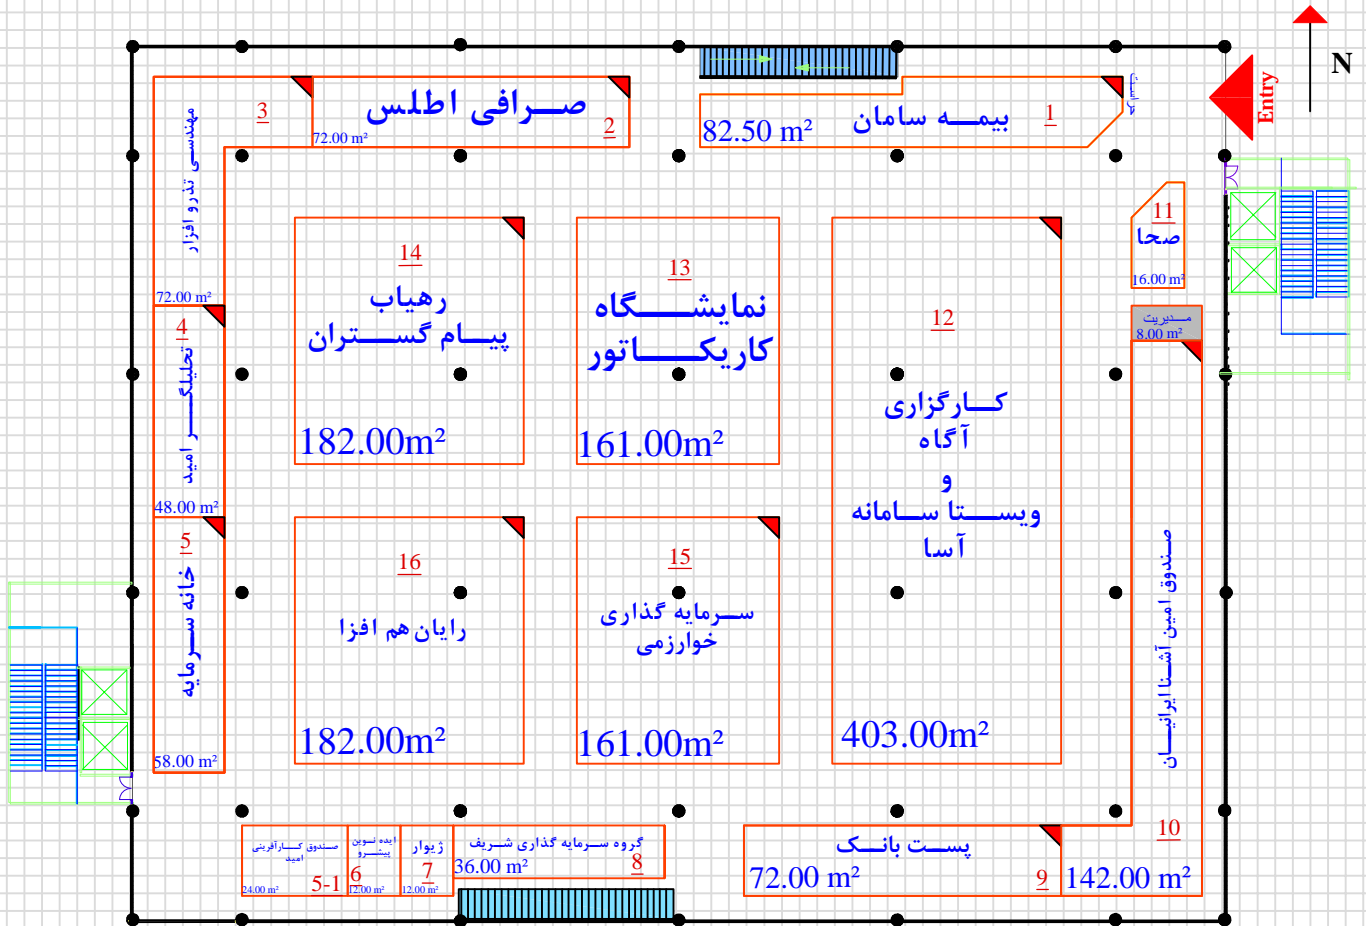 N
Entry
حراست
1
بیمه سامان
82.50 m²
2
صرافی اطلس
72.00 m²
3
مهندسی تذرو افزار
72.00 m²
4
تحلیلگر امید
48.00 m²
5
خانه سرمایه
58.00 m²
14
رهیاب
پیام گستران
182.00m²
13
نمایشگاه
کاریکاتور
161.00m²
12
کارگزاری
آگاه
و
ویستا سامانه
آسا
403.00m²
11
صحا
16.00 m²
مدیریت
8.00 m²
16
رایان هم افزا
182.00m²
15
سرمایه گذاری
خوارزمی
161.00m²
صندوق امین آشنا ایرانیان
10
142.00 m²
صندوق کارآفرینی
امید
5-1
24.00 m²
ایده نوین
پیشرو
6
12.00 m²
ژیوار
7
12.00 m²
گروه سرمایه گذاری شریف
8
36.00 m²
پست بانک
9
72.00 m²